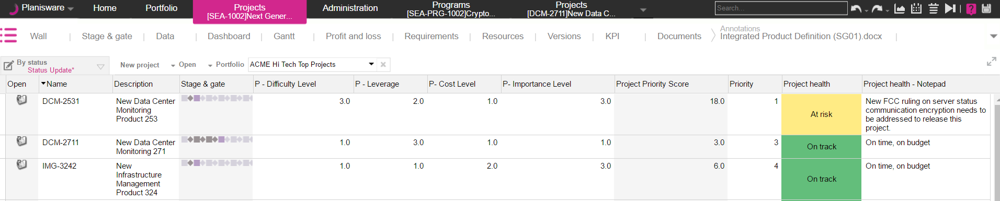 Planisware
Home
Portfolio
Projects
[SEA-1002]Next Gener...
Administration
Programs
[SEA-PRG-1002]Crypto...
Projects
[DCM-2711]New Data C...
Search...
?
Wall
Stage & gate
Data
Dashboard
Gantt
Profit and loss
Requirements
Resources
Versions
KPI
Documents
Annotations
Integrated Product Definition (SG01).docx
By status
Status Update*
New project
Open
Portfolio
ACME Hi Tech Top Projects
Open
Name
Description
Stage & gate
P - Difficulty Level
P - Leverage
P- Cost Level
P- Importance Level
Project Priority Score
Priority
Project health
Project health - Notepad
DCM-2531
New Data Center
Monitoring
Product 253
3.0
2.0
1.0
3.0
18.0
1
At risk
New FCC ruling on server status
communication encryption needs to
be addressed to release this
project.
DCM-2711
New Data Center
Monitoring 271
1.0
3.0
1.0
1.0
3.0
3
On track
On time, on budget
IMG-3242
New
Infrastructure
Management
Product 324
1.0
1.0
2.0
3.0
6.0
4
On track
On time, on budget